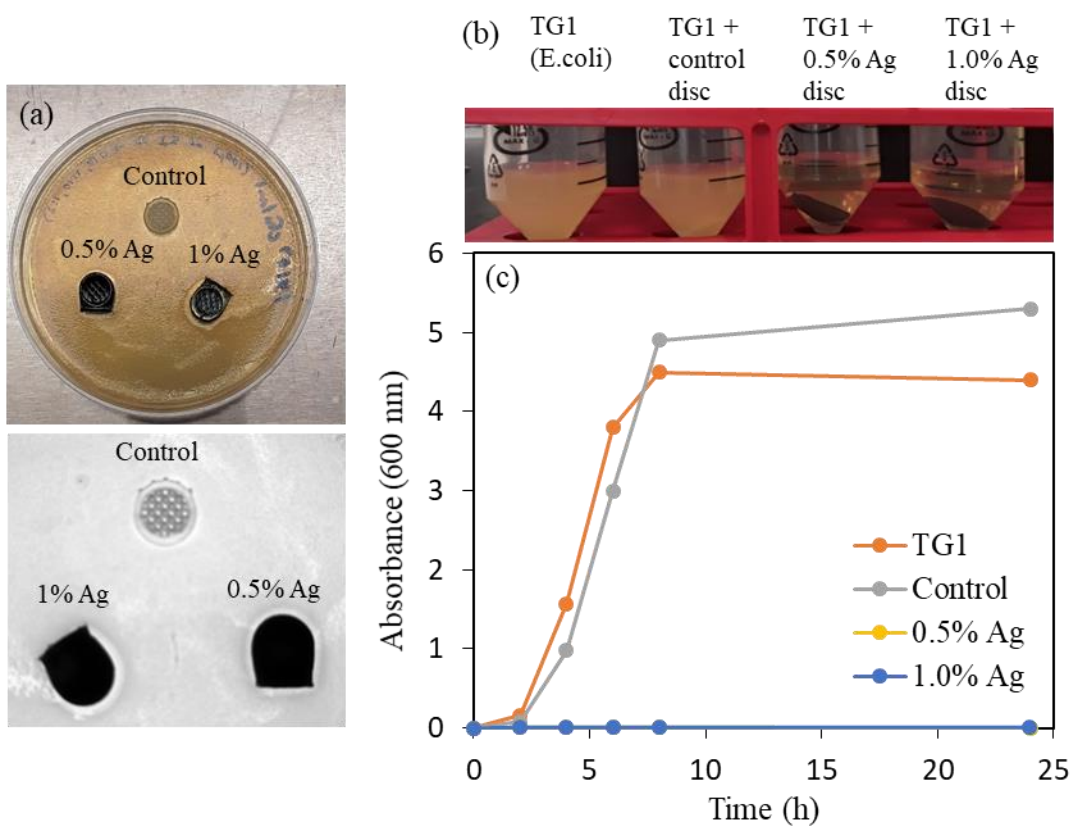 (a)
Control
0.5% Ag
1% Ag
Control
1% Ag
0.5% Ag
(b)
TG1
(E.coli)
TG1 +
control
disc
TG1 +
0.5% Ag
disc
TG1 +
1.0% Ag
disc
(c)
Absorbance (600 nm)
6
5
4
3
2
1
0
TG1
Control
0.5% Ag
1.0% Ag
0
5
10
15
20
25
Time (h)